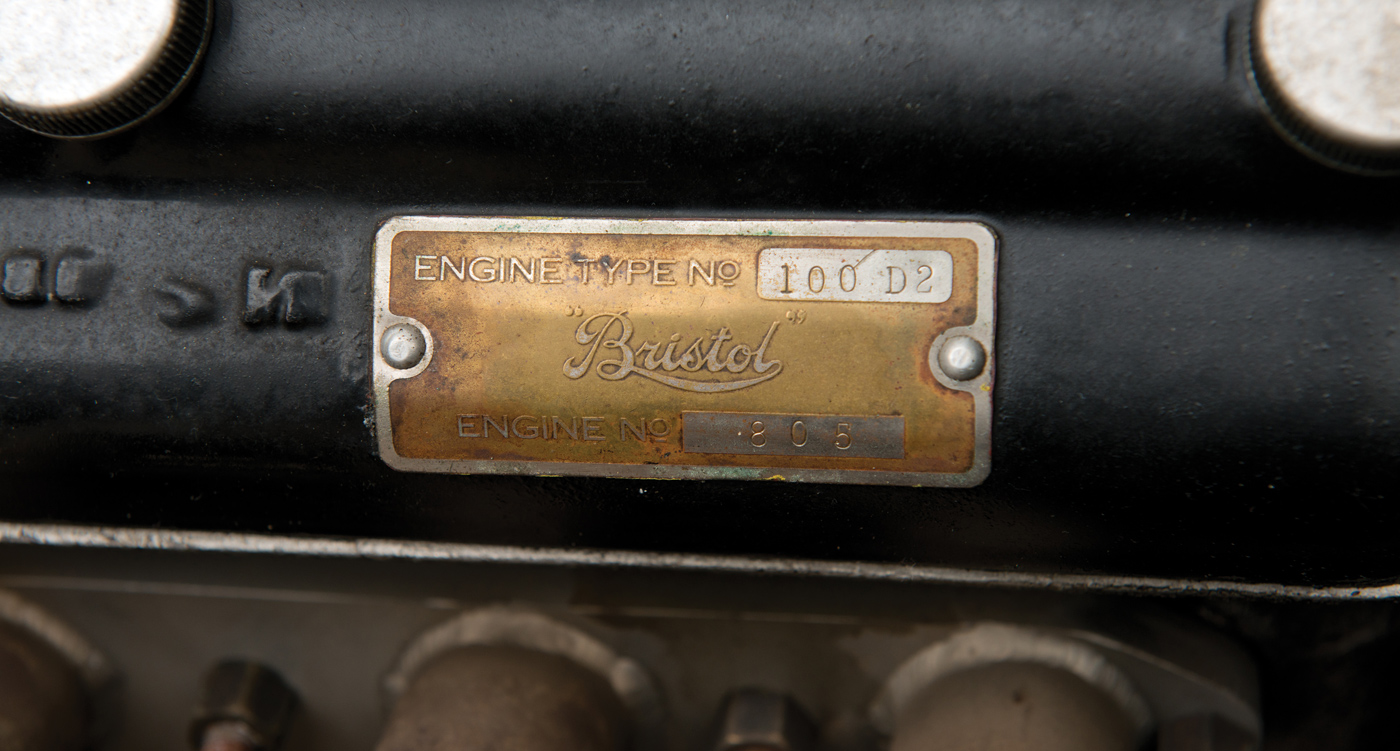 ENGINE TYPE No 100 D2
"Bristol"
ENGINE No 805